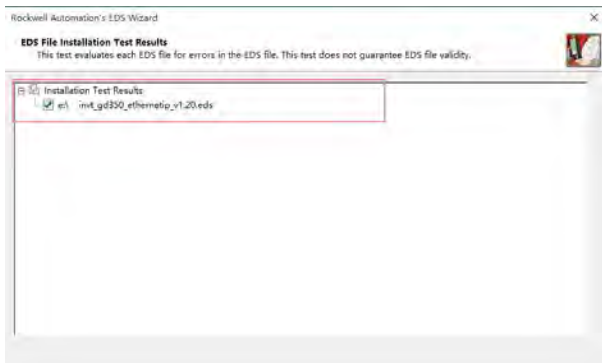 Rockwell Automation's EDS Wizard
EDS File Installation Test Results
This test evaluates each EDS file for errors in the EDS file. This test does not guarantee EDS file validity.
Installation Test Results
e:\ invt_gd350_ethernetip_v1.20.eds